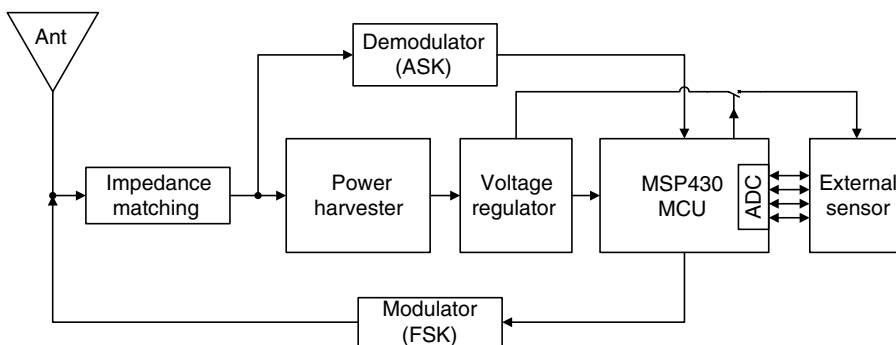 Ant
Demodulator
(ASK)
Impedance
matching
Power
harvester
Voltage
regulator
MSP430
MCU
ADC
External
sensor
Modulator
(FSK)